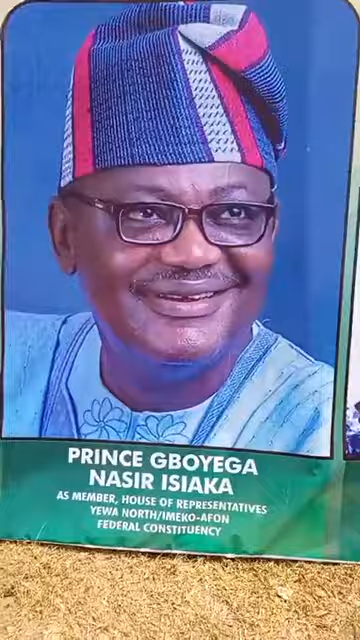 PRINCE GBOYEGA
NASIR ISIAKA
AS MEMBER, HOUSE OF REPRESENTATIVES
YEWA NORTH/IMEKO-AFON
FEDERAL CONSTITUENCY